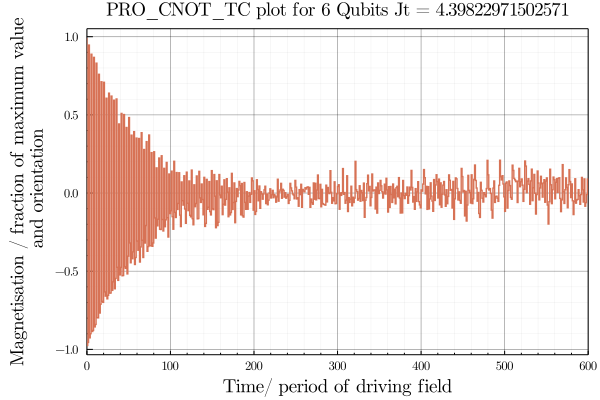 PRO_CNOT_TC plot for 6 Qubits Jt = 4.39822971502571
Magnetisation / fraction of maximum value
and orientation
1.0
0.5
0.0
−0.5
−1.0
0 100 200 300 400 500 600
Time/ period of driving field